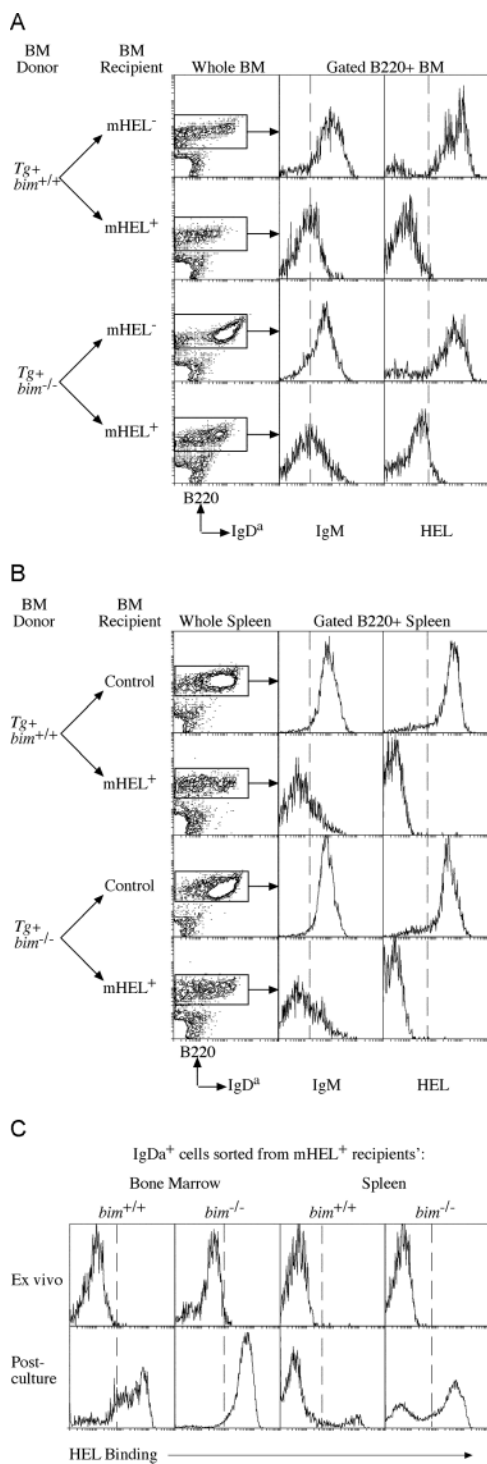 A
BM Donor
BM Recipient
Whole BM
Gated B220+ BM
Tg+ bim+/+
mHEL-
mHEL+
Tg+ bim-/-
mHEL-
mHEL+
B220
IgDa
IgM
HEL
B
BM Donor
BM Recipient
Whole Spleen
Gated B220+ Spleen
Tg+ bim+/+
Control
mHEL+
Tg+ bim-/-
Control
mHEL+
B220
IgDa
IgM
HEL
C
IgDa+ cells sorted from mHEL+ recipients':
Bone Marrow
Spleen
bim+/+
bim-/-
bim+/+
bim-/-
Ex vivo
Post-
culture
HEL Binding